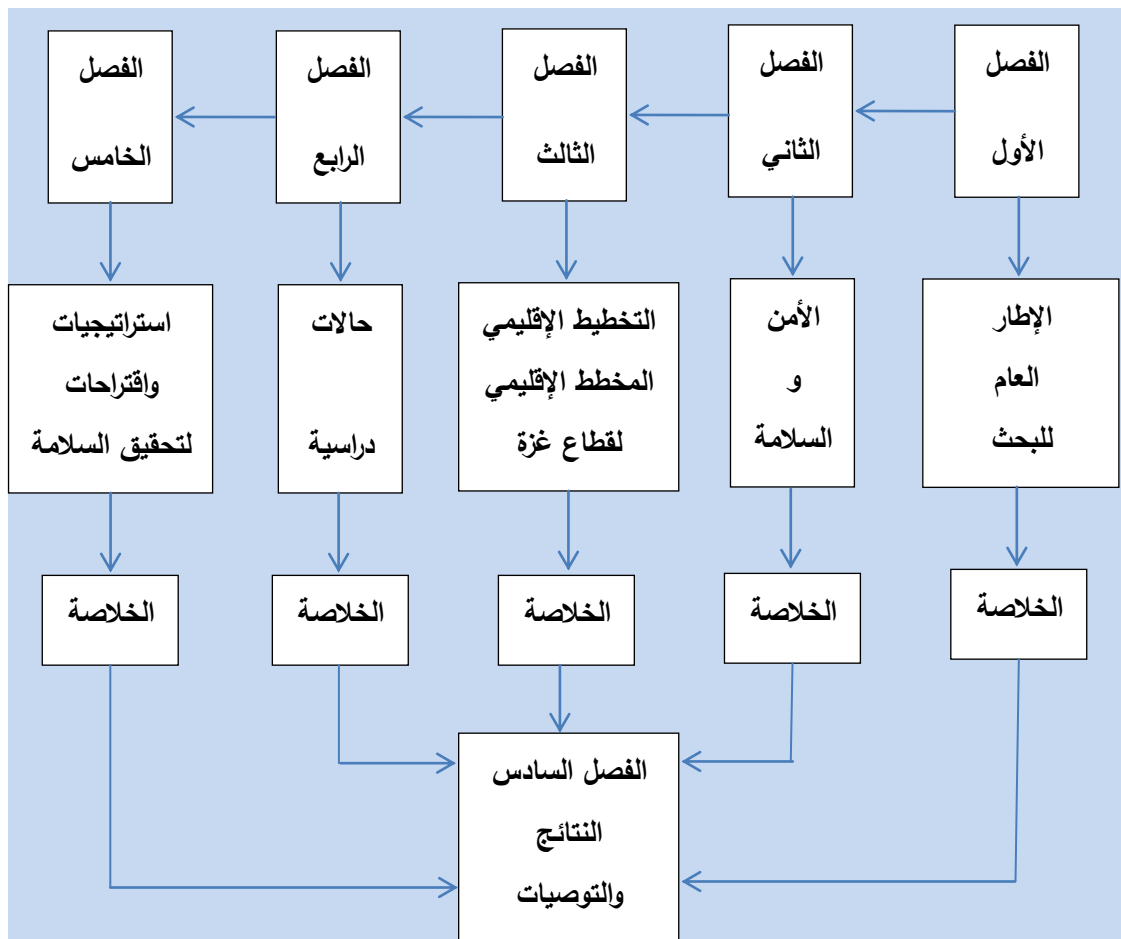 الفصل
الأول
الفصل
الثاني
الفصل
الثالث
الفصل
الرابع
الفصل
الخامس
الإطار
العام
للبحث
الأمن
و
السلامة
التخطيط الإقليمي
المخطط الإقليمي
لقطاع غزة
حالات
دراسية
استراتيجيات
واقتراحات
لتحقيق السلامة
الخلاصة
الخلاصة
الخلاصة
الخلاصة
الخلاصة
الفصل السادس
النتائج
والتوصيات